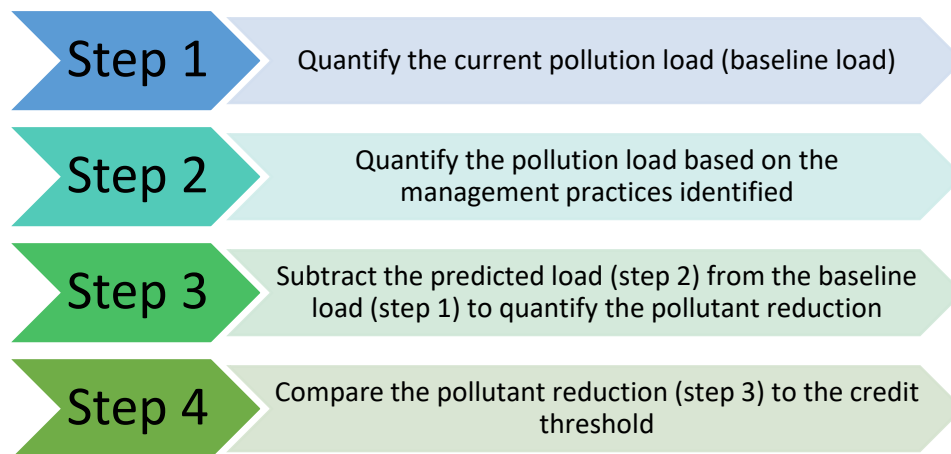 Step 1
Quantify the current pollution load (baseline load)
Step 2
Quantify the pollution load based on the
management practices identified
Step 3
Subtract the predicted load (step 2) from the baseline
load (step 1) to quantify the pollutant reduction
Step 4
Compare the pollutant reduction (step 3) to the credit
threshold